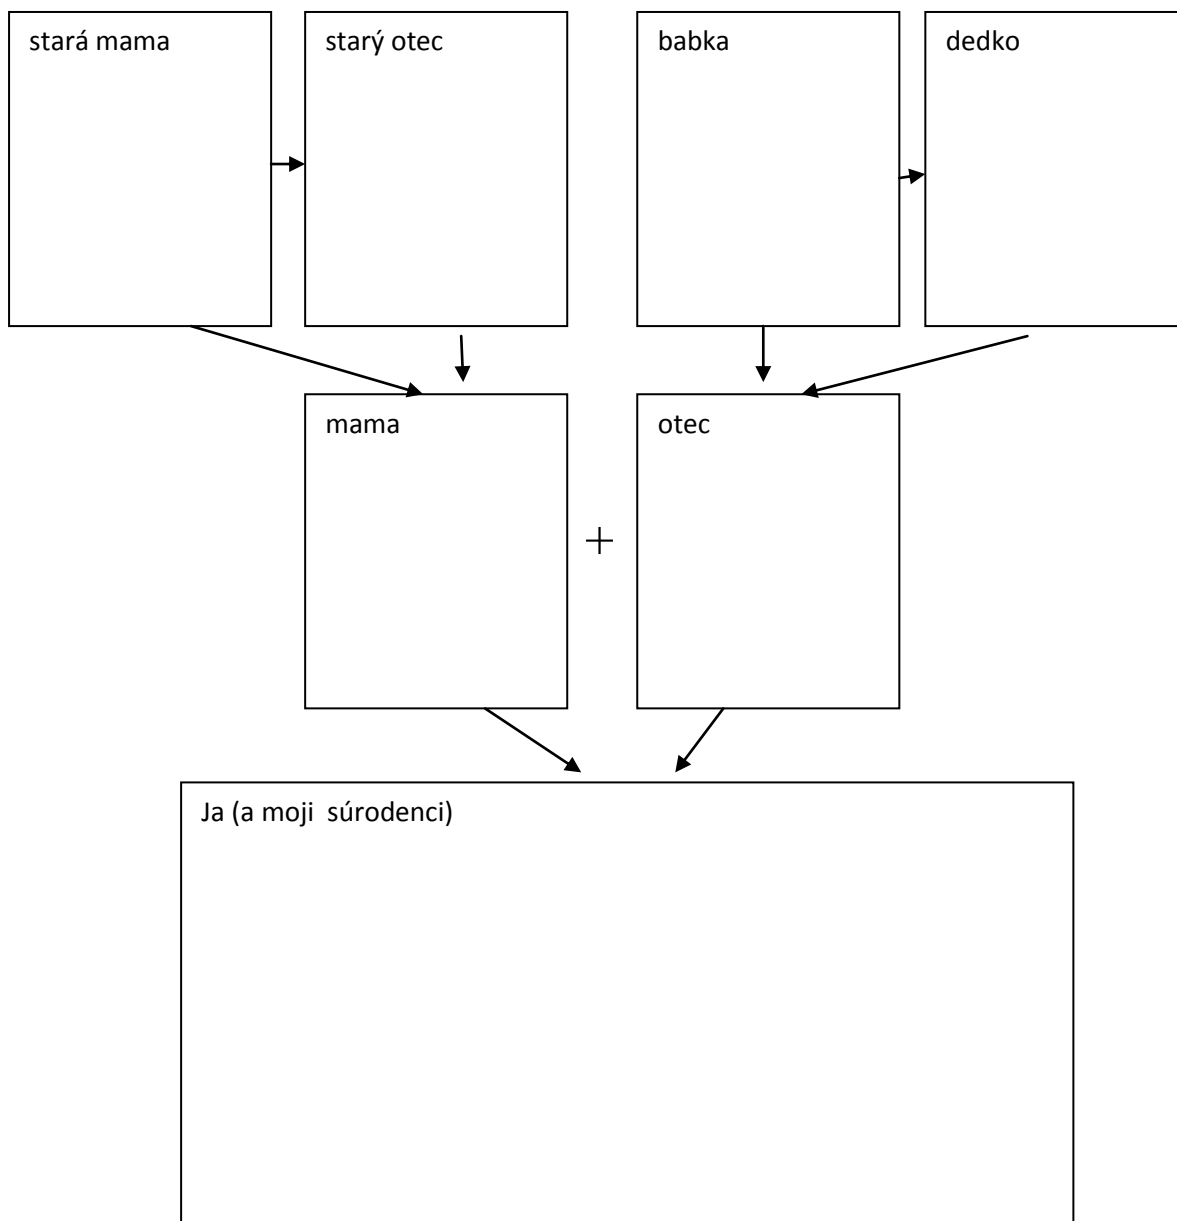 stará mama
starý otec
babka
dedko
mama
otec
+
Ja (a moji  súrodenci)